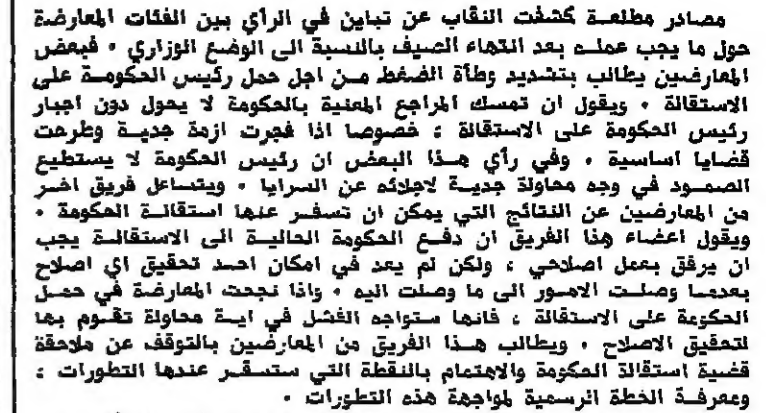 مصادر مطلعة كشفت النقاب عن تباين في الرأي بين الفئات المعارضة
حول ما يجب عمله بعد انتهاء الصيف بالنسبة الى الوضع الوزاري . فبعض
المعارضين يطالب بتشديد وطأة الضغط من اجل حمل رئيس الحكومة على
الاستقالة . ويقول ان تمسك المراجع المعنية بالحكومة لا يحول دون اجبار
رئيس الحكومة على الاستقالة ، خصوصا اذا فجرت ازمة جدية وطرحت
قضايا اساسية . وفي رأي هذا البعض ان رئيس الحكومة لا يستطيع
الصمود في وجه محاولة جدية لاجلائه عن السرايا . ويتساءل فريق اخر
من المعارضين عن النتائج التي يمكن ان تسفر عنها استقالة الحكومة .
ويقول اعضاء هذا الفريق ان دفع الحكومة الحالية الى الاستقالة يجب
ان يرفق بعمل اصلاحي ، ولكن لم يعد في امكان احد تحقيق اي اصلاح
بعدما وصلت الامور الى ما وصلت اليه . واذا نجحت المعارضة في حمل
الحكومة على الاستقالة ، فانها ستواجه الفشل في اية محاولة تقوم بها
لتحقيق الاصلاح . ويطالب هذا الفريق من المعارضين بالتوقف عن ملاحقة
قضية استقالة الحكومة والاهتمام بالنقطة التي ستسفر عندها التطورات ،
ومعرفة الخطة الرسمية لمواجهة هذه التطورات .